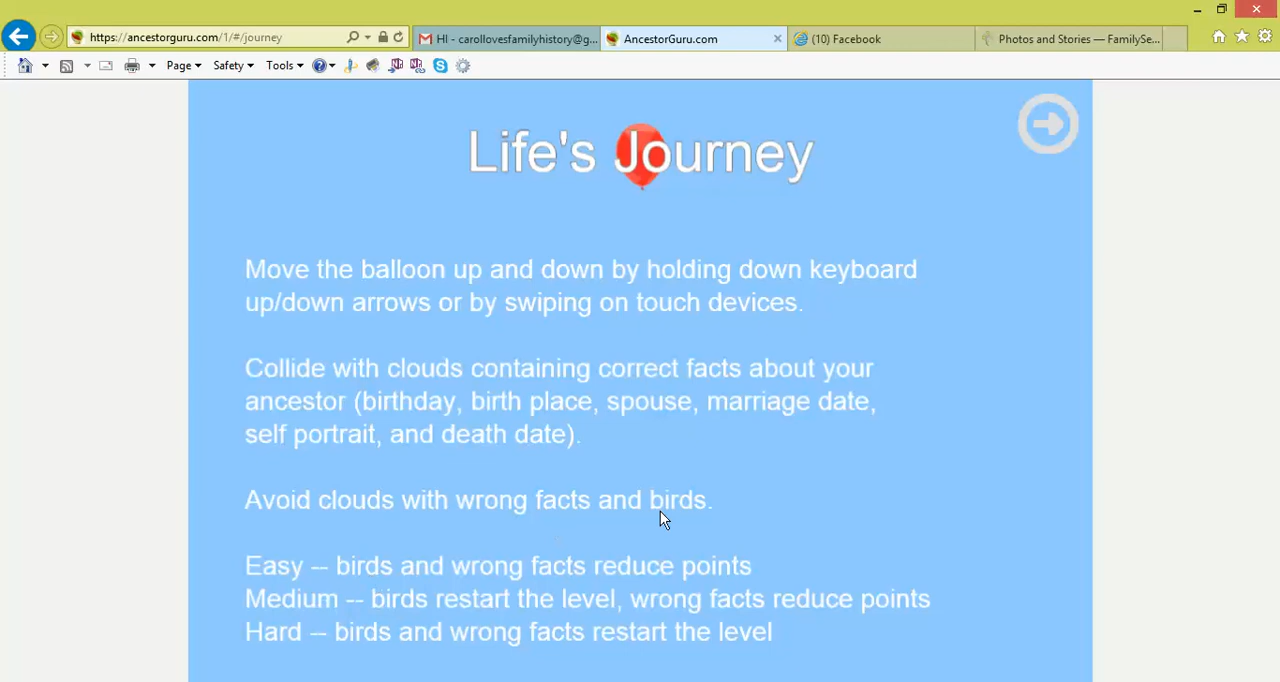 https://ancestorguru.com/1/#/journey
HI - carollovesfamilyhistory@g...
AncestorGuru.com
(10) Facebook
Photos and Stories — FamilySe...
Page
Safety
Tools
Life's Journey
Move the balloon up and down by holding down keyboard
up/down arrows or by swiping on touch devices.
Collide with clouds containing correct facts about your
ancestor (birthday, birth place, spouse, marriage date,
self portrait, and death date).
Avoid clouds with wrong facts and birds.
Easy -- birds and wrong facts reduce points
Medium -- birds restart the level, wrong facts reduce points
Hard -- birds and wrong facts restart the level